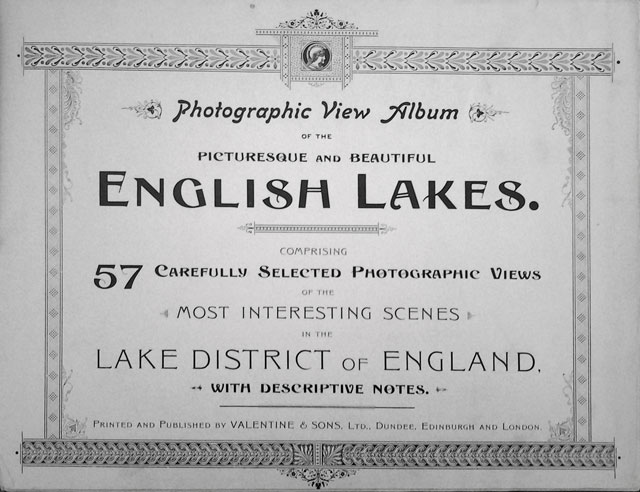 Photographic View Album
OF THE
PICTURESQUE AND BEAUTIFUL
ENGLISH LAKES.
COMPRISING
57 CAREFULLY SELECTED PHOTOGRAPHIC VIEWS
OF THE
MOST INTERESTING SCENES
IN THE
LAKE DISTRICT OF ENGLAND,
WITH DESCRIPTIVE NOTES.
PRINTED AND PUBLISHED BY VALENTINE & SONS, LTD., DUNDEE, EDINBURGH AND LONDON.